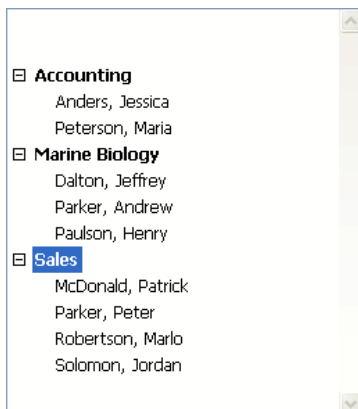 Accounting
Anders, Jessica
Peterson, Maria
Marine Biology
Dalton, Jeffrey
Parker, Andrew
Paulson, Henry
Sales
McDonald, Patrick
Parker, Peter
Robertson, Marlo
Solomon, Jordan